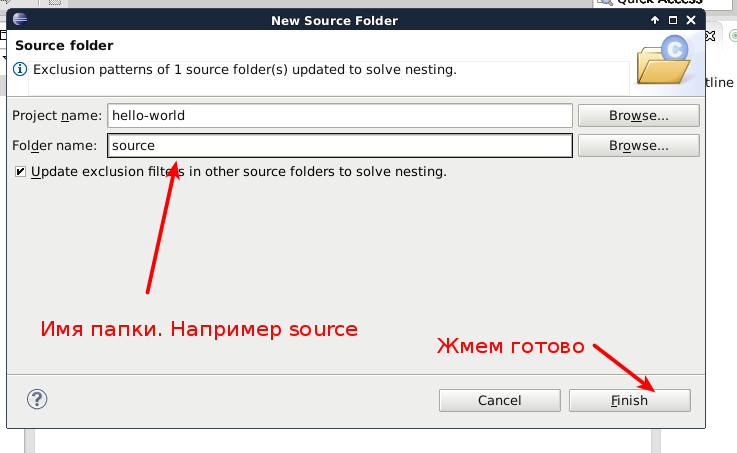 Quick Access
New Source Folder
Source folder
Exclusion patterns of 1 source folder(s) updated to solve nesting.
C
tline
Project name: hello-world Browse...
Folder name: source Browse...
Update exclusion filters in other source folders to solve nesting.
Имя папки. Например source
Жмем готово
? Cancel Finish